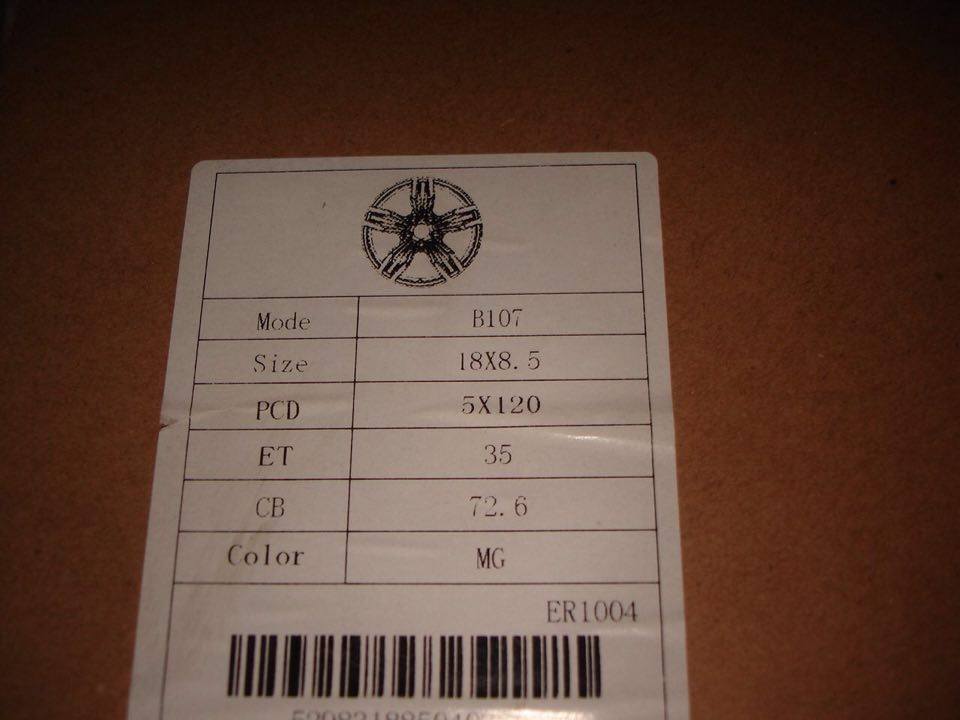 Mode B107
Size 18X8.5
PCD 5X120
ET 35
CB 72.6
Color MG
ER1004